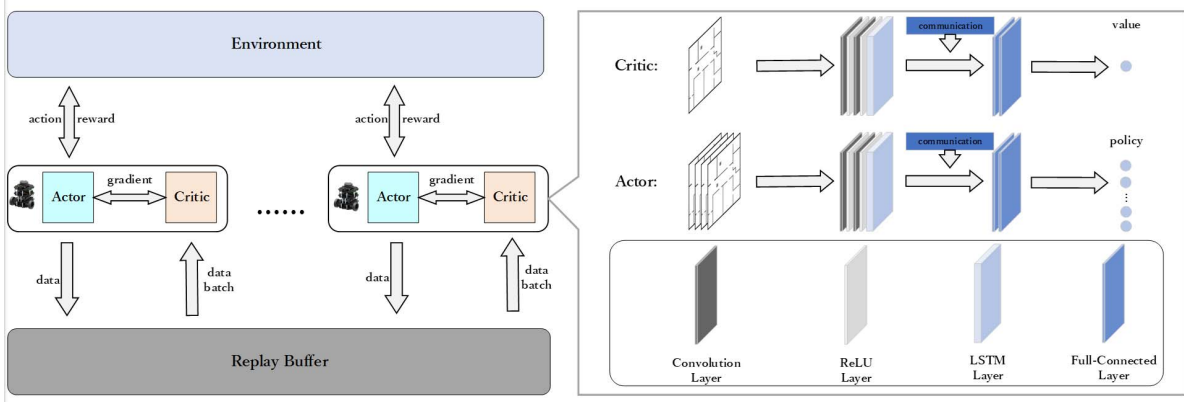 Environment
action
reward
action
reward
Actor
gradient
Critic
......
Actor
gradient
Critic
data
data
batch
data
data
batch
Replay Buffer
Critic:
communication
value
Actor:
communication
policy
Convolution
Layer
ReLU
Layer
LSTM
Layer
Full-Connected
Layer